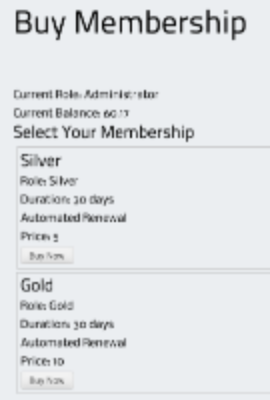 Buy Membership
Current Role: Administrator
Current Balance: 60.17
Select Your Membership
Silver
Role: Silver
Duration: 30 days
Automated Renewal
Price: 5
Buy Now
Gold
Role: Gold
Duration: 30 days
Automated Renewal
Price: 10
Buy Now